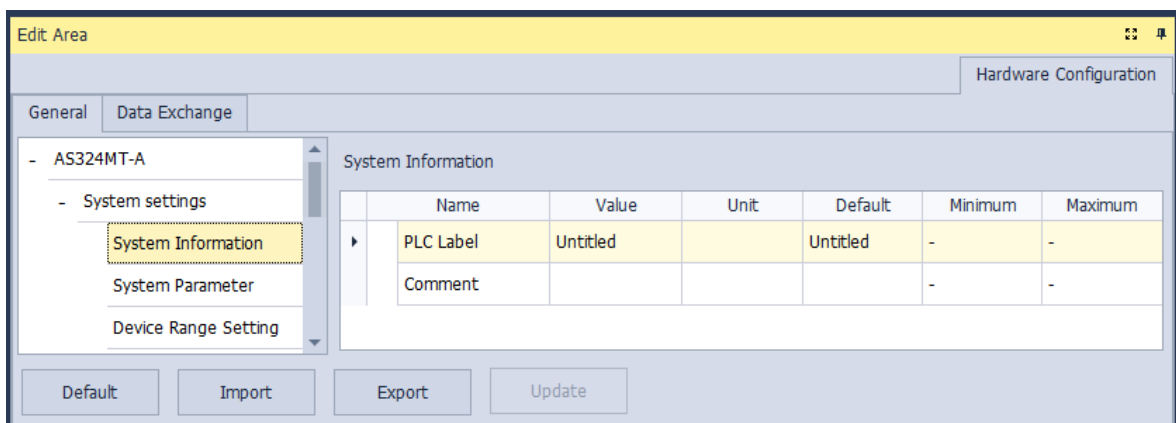 Edit Area
Hardware Configuration
General Data Exchange
- AS324MT-A
- System settings
System Information
System Parameter
Device Range Setting
System Information
Name Value Unit Default Minimum Maximum
PLC Label Untitled Untitled - -
Comment - -
Default Import Export Update